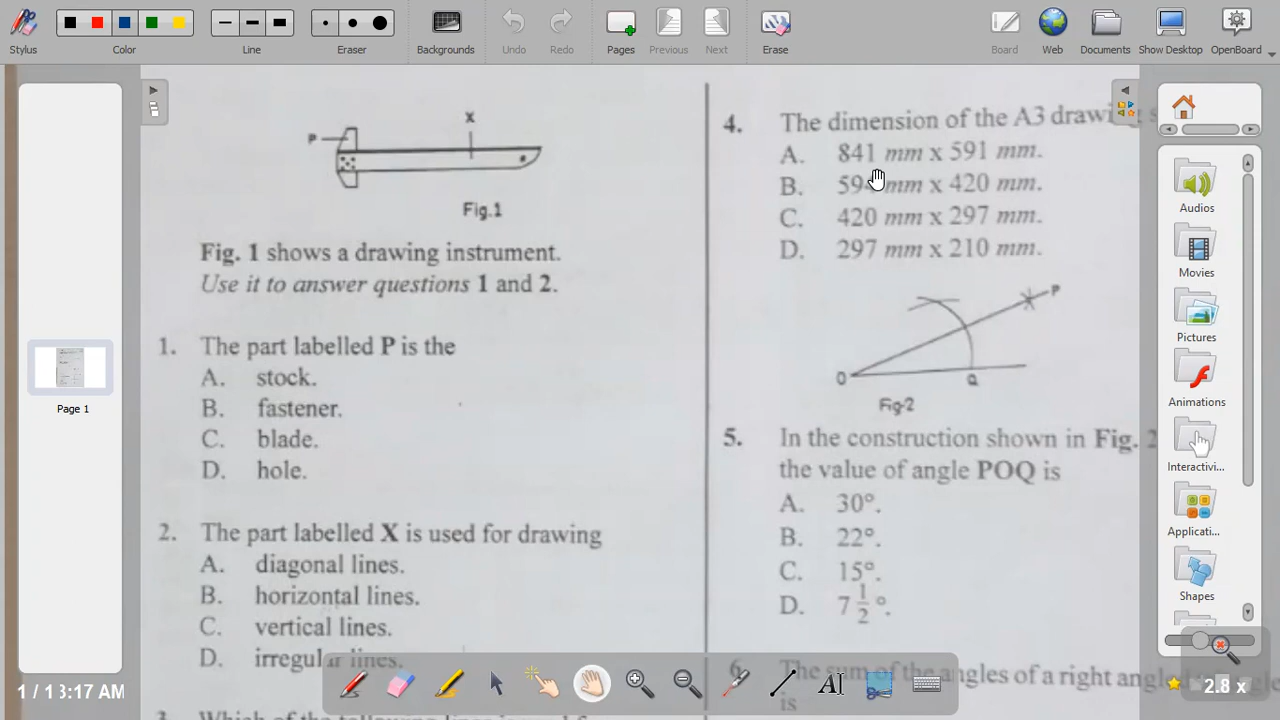 Stylus
Color
Line
Eraser
Backgrounds
Undo
Redo
Pages
Previous
Next
Erase
Board
Web
Documents
Show Desktop
OpenBoard
Page 1
1 / 1
3:17 AM
P
X
Fig.1
Fig. 1 shows a drawing instrument.
Use it to answer questions 1 and 2.
1. The part labelled P is the
A. stock.
B. fastener.
C. blade.
D. hole.
2. The part labelled X is used for drawing
A. diagonal lines.
B. horizontal lines.
C. vertical lines.
D. irregular lines.
4. The dimension of the A3 drawing
A. 841 mm x 591 mm.
B. 594 mm x 420 mm.
C. 420 mm x 297 mm.
D. 297 mm x 210 mm.
P
O
Q
Fig-2
5. In the construction shown in Fig. 2
the value of angle POQ is
A. 30°.
B. 22°.
C. 15°.
D. 7 1/2 °.
6. The sum of the angles of a right
is
Audios
Movies
Pictures
Animations
Interactivi...
Applicati...
Shapes
2.8 x